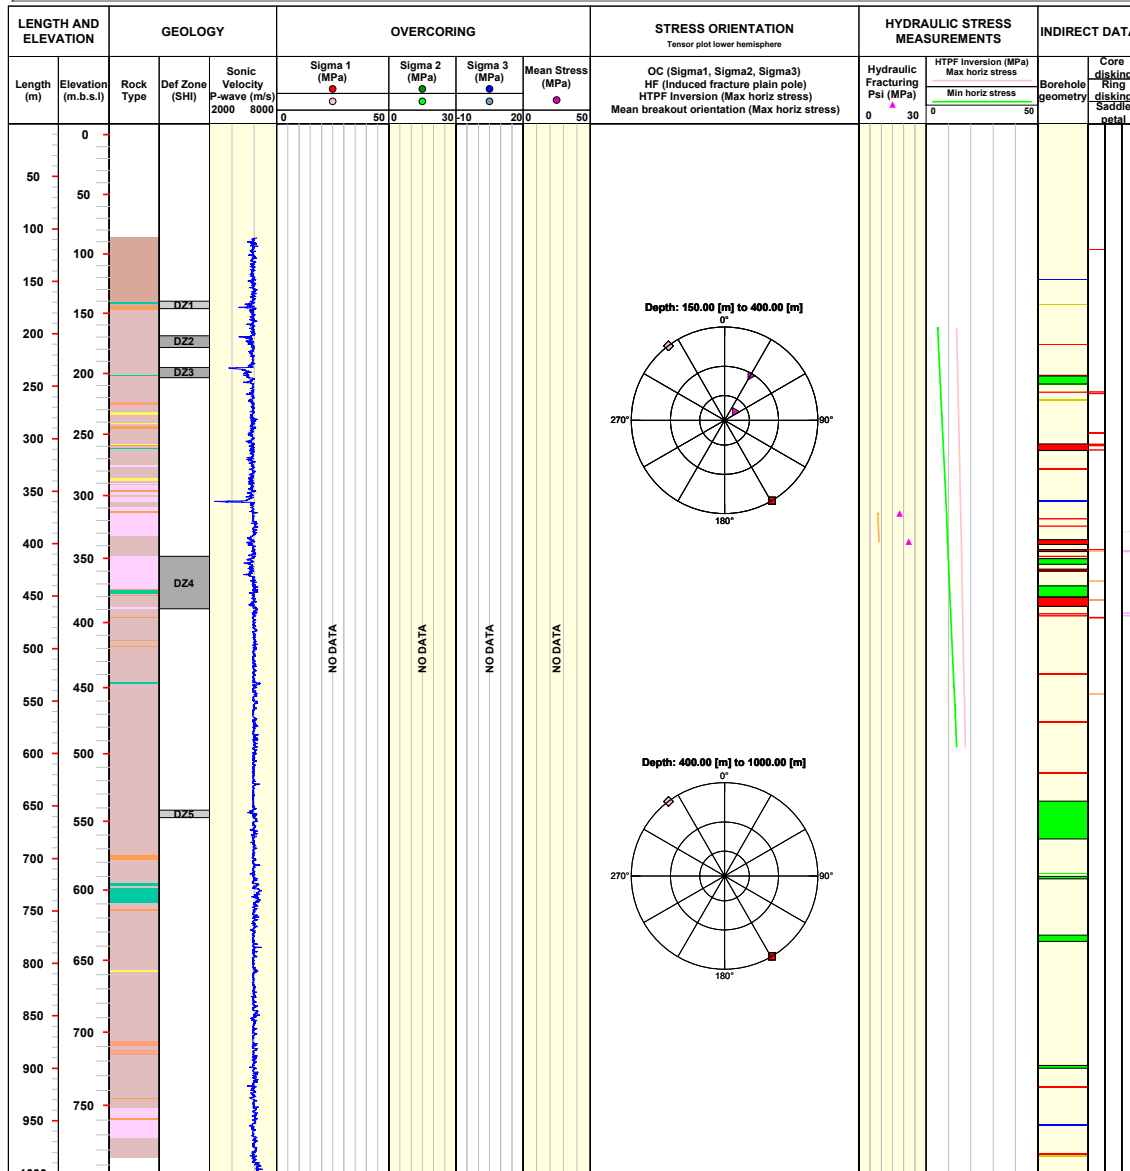 LENGTH AND
ELEVATION
GEOLOGY
OVERCORING
STRESS ORIENTATION
Tensor plot lower hemisphere
HYDRAULIC STRESS
MEASUREMENTS
INDIRECT DATA
Length
(m)
Elevation
(m.b.s.l)
Rock
Type
Def Zone
(SHI)
Sonic
Velocity
P-wave (m/s)
2000 8000
Sigma 1
(MPa)
0 50
Sigma 2
(MPa)
0 30
Sigma 3
(MPa)
-10 20
Mean Stress
(MPa)
0 50
OC (Sigma1, Sigma2, Sigma3)
HF (Induced fracture plain pole)
HTPF Inversion (Max horiz stress)
Mean breakout orientation (Max horiz stress)
Hydraulic
Fracturing
Psi (MPa)
0 30
HTPF Inversion (MPa)
Max horiz stress
Min horiz stress
0 50
Borehole
geometry
Core
disking
Ring
disking
Saddle
petal
50
100
150
200
250
300
350
400
450
500
550
600
650
700
750
800
850
900
950
0
50
100
150
200
250
300
350
400
450
500
550
600
650
700
750
DZ1
DZ2
DZ3
DZ4
DZ5
NO DATA
NO DATA
NO DATA
NO DATA
Depth: 150.00 [m] to 400.00 [m]
0°
270° 90°
180°
Depth: 400.00 [m] to 1000.00 [m]
0°
270° 90°
180°